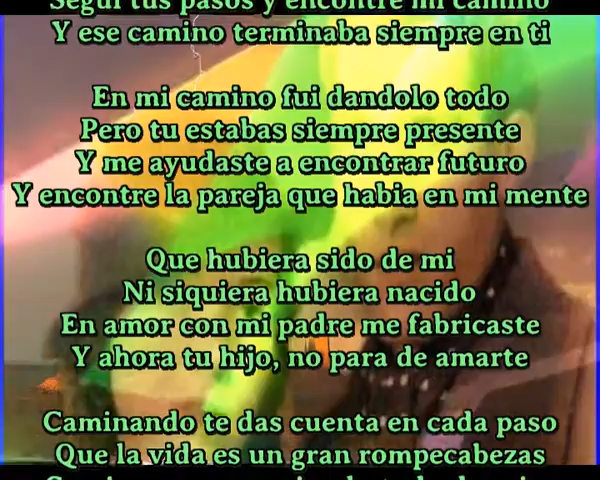 Seguí tus pasos y encontre mi camino
Y ese camino terminaba siempre en ti
En mi camino fui dandolo todo
Pero tu estabas siempre presente
Y me ayudaste a encontrar futuro
Y encontre la pareja que habia en mi mente
Que hubiera sido de mi
Ni siquiera hubiera nacido
En amor con mi padre me fabricaste
Y ahora tu hijo, no para de amarte
Caminando te das cuenta en cada paso
Que la vida es un gran rompecabezas